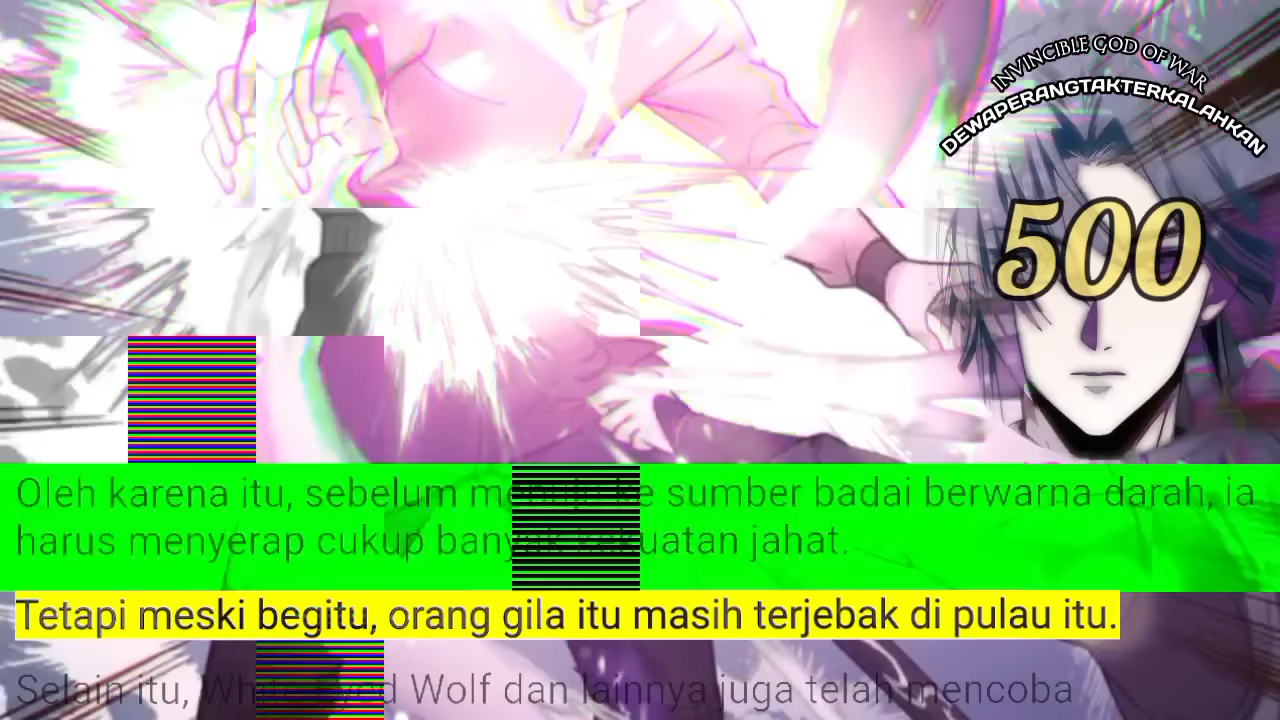 INVINCIBLE GOD OF WAR
DEWAPERANGTAKTERKALAHKAN
500
Oleh karena itu, sebelum menuju ke sumber badai berwarna darah, ia
harus menyerap cukup banyak kekuatan jahat.
Tetapi meski begitu, orang gila itu masih terjebak di pulau itu.
Selain itu, White Eyed Wolf dan lainnya juga telah mencoba